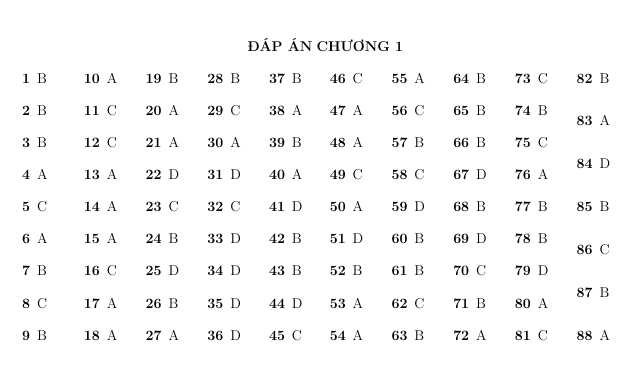 ĐÁP ÁN CHƯƠNG 1
1 B 10 A 19 B 28 B 37 B 46 C 55 A 64 B 73 C 82 B
2 B 11 C 20 A 29 C 38 A 47 A 56 C 65 B 74 B
83 A
3 B 12 C 21 A 30 A 39 B 48 A 57 B 66 B 75 C
84 D
4 A 13 A 22 D 31 D 40 A 49 C 58 C 67 D 76 A
5 C 14 A 23 C 32 C 41 D 50 A 59 D 68 B 77 B 85 B
6 A 15 A 24 B 33 D 42 B 51 D 60 B 69 D 78 B
86 C
7 B 16 C 25 D 34 D 43 B 52 B 61 B 70 C 79 D
87 B
8 C 17 A 26 B 35 D 44 D 53 A 62 C 71 B 80 A
9 B 18 A 27 A 36 D 45 C 54 A 63 B 72 A 81 C 88 A